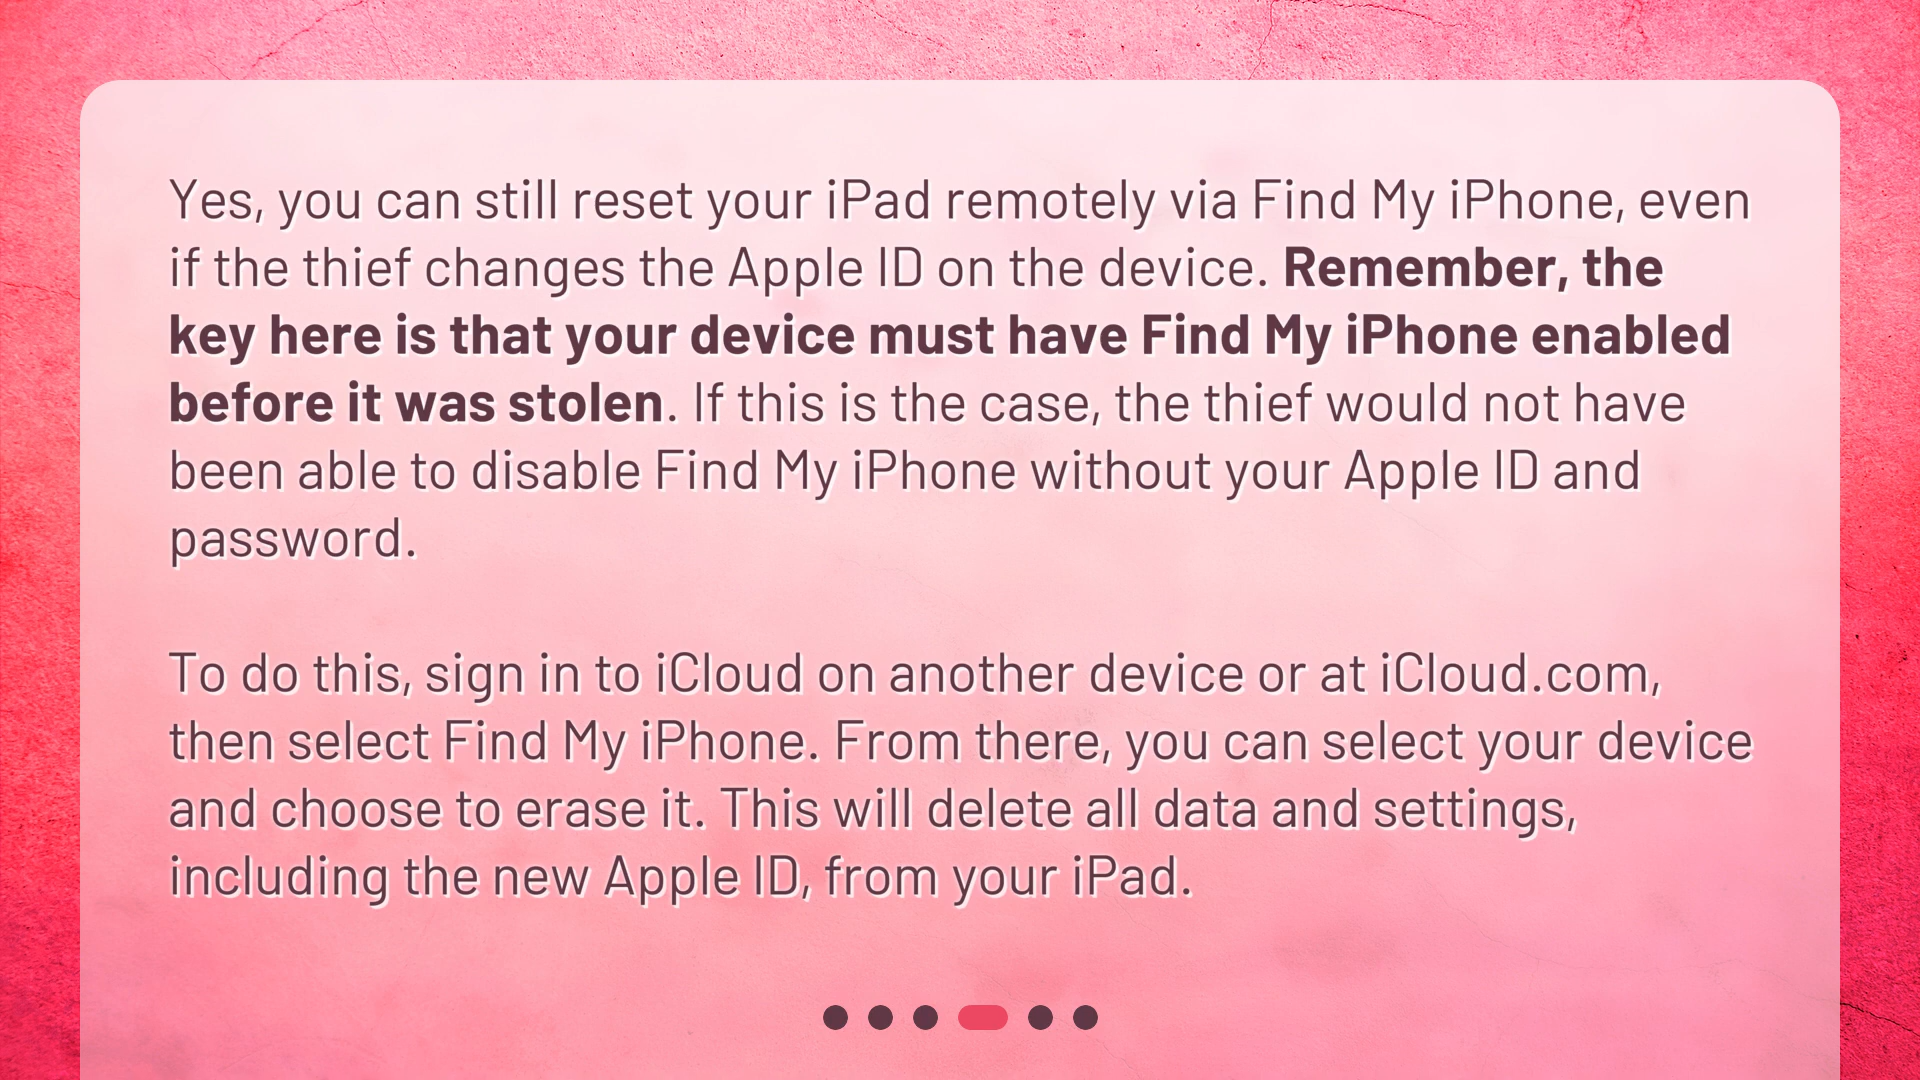 Yes, you can still reset your iPad remotely via Find My iPhone, even
if the thief changes the Apple ID on the device. Remember, the
key here is that your device must have Find My iPhone enabled
before it was stolen. If this is the case, the thief would not have
been able to disable Find My iPhone without your Apple ID and
password.
To do this, sign in to iCloud on another device or at iCloud.com,
then select Find My iPhone. From there, you can select your device
and choose to erase it. This will delete all data and settings,
including the new Apple ID, from your iPad.